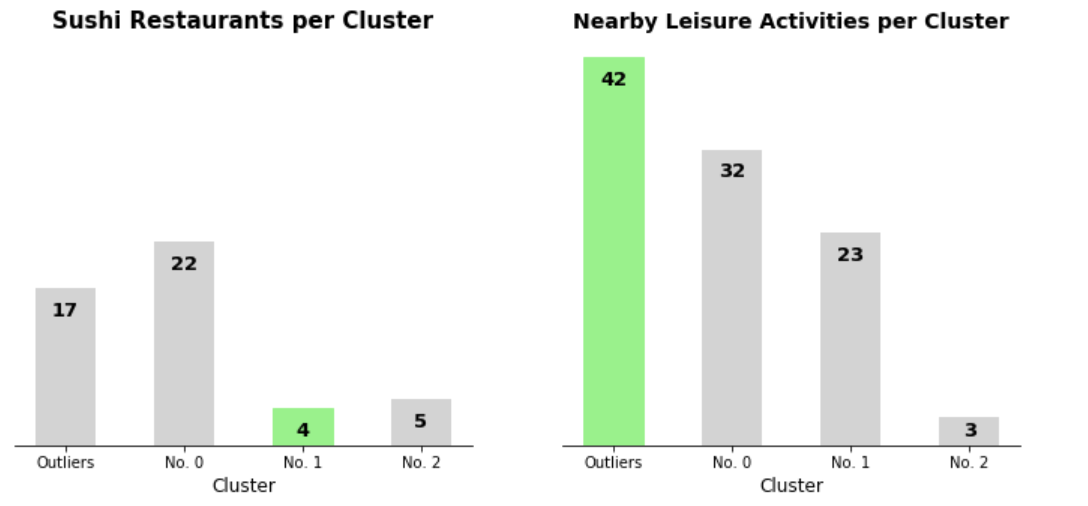 Sushi Restaurants per Cluster
17
22
4
5
Outliers
No. 0
No. 1
No. 2
Cluster
Nearby Leisure Activities per Cluster
42
32
23
3
Outliers
No. 0
No. 1
No. 2
Cluster